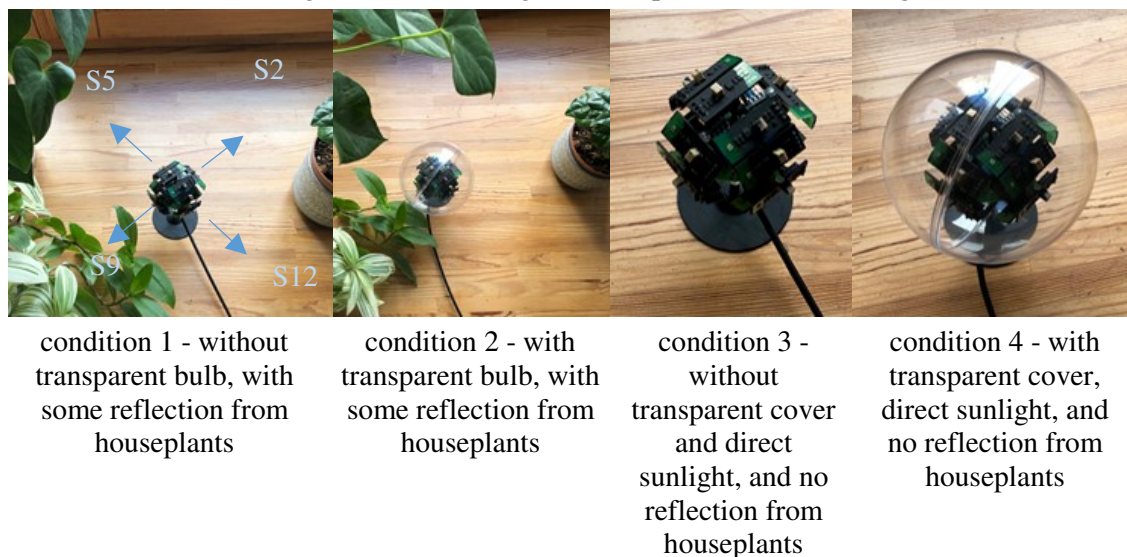 S5
S2
S9
S12
condition 1 - without
transparent bulb, with
some reflection from
houseplants
condition 2 - with
transparent bulb, with
some reflection from
houseplants
condition 3 -
without
transparent cover
and direct
sunlight, and no
reflection from
houseplants
condition 4 - with
transparent cover,
direct sunlight, and
no reflection from
houseplants